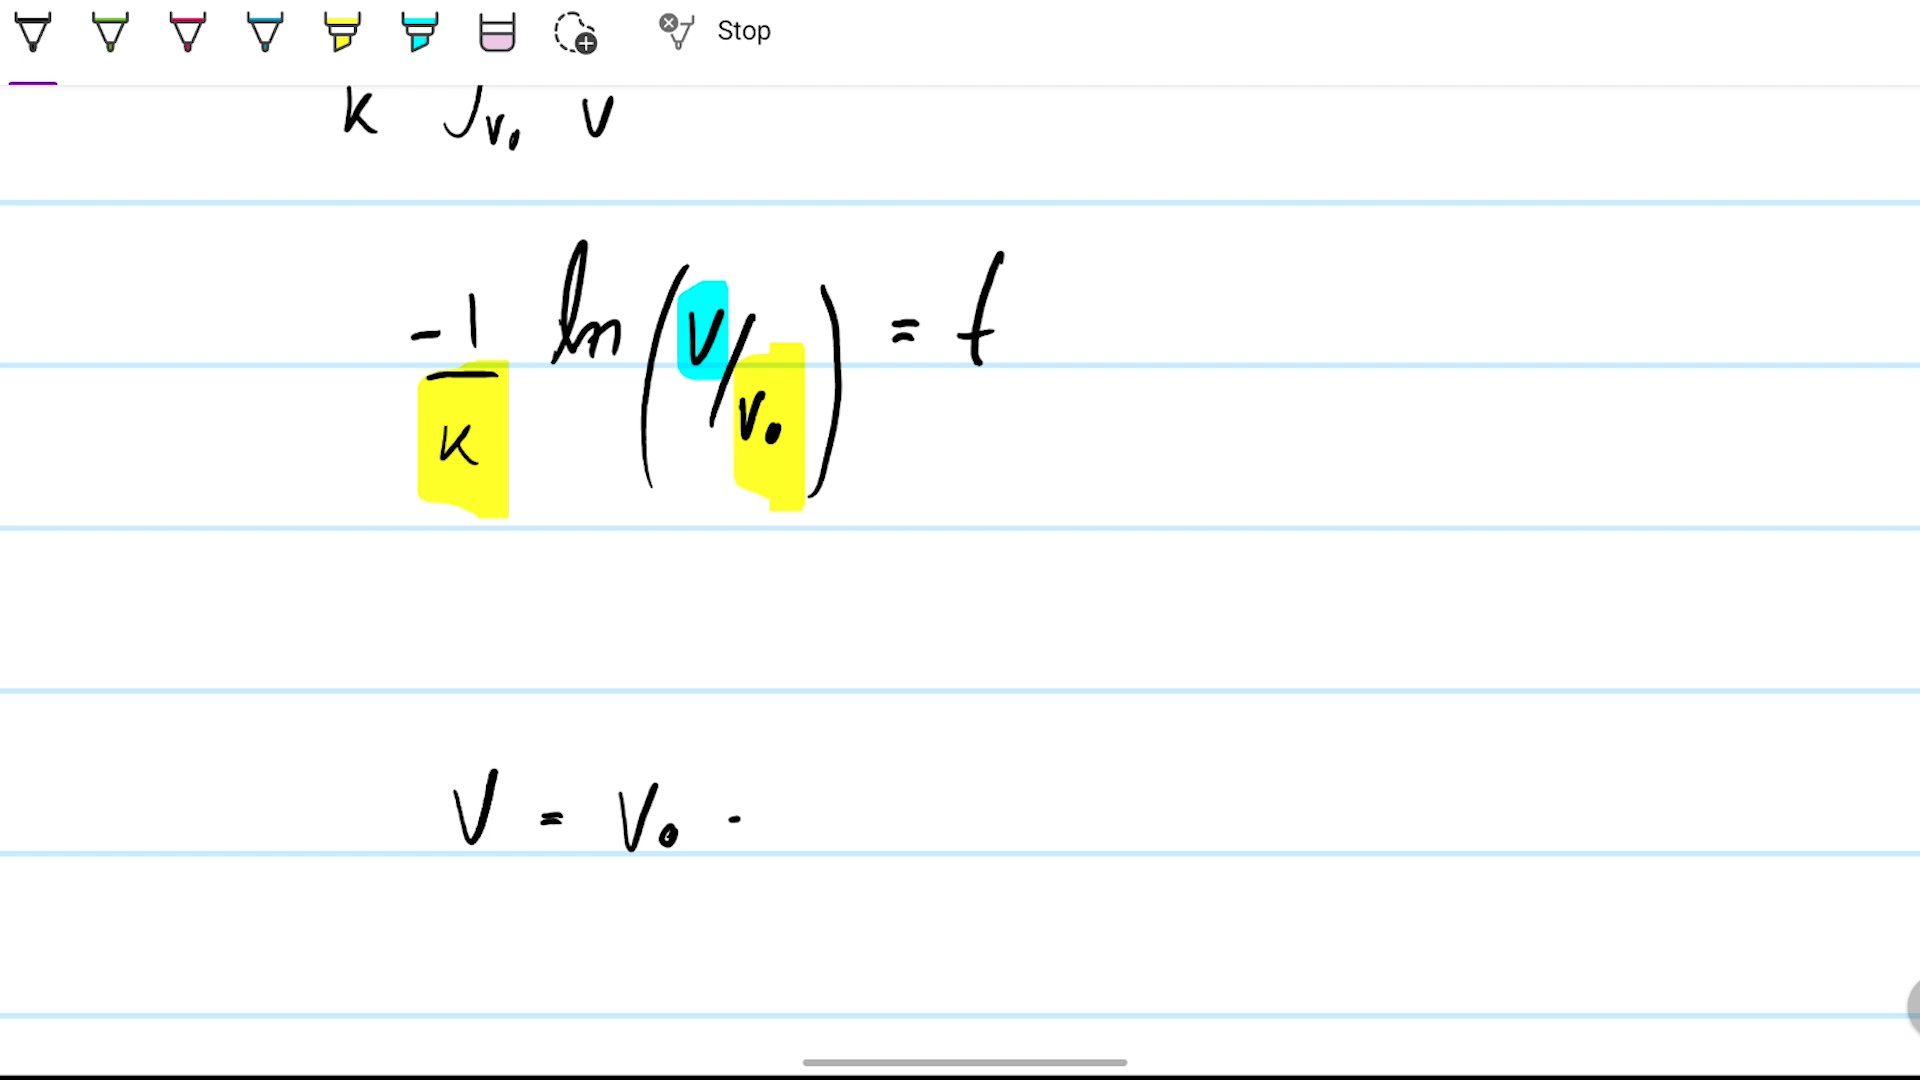 Stop
k ∫v₀ v
-1/k ln(v/v₀) = t
v = v₀ -